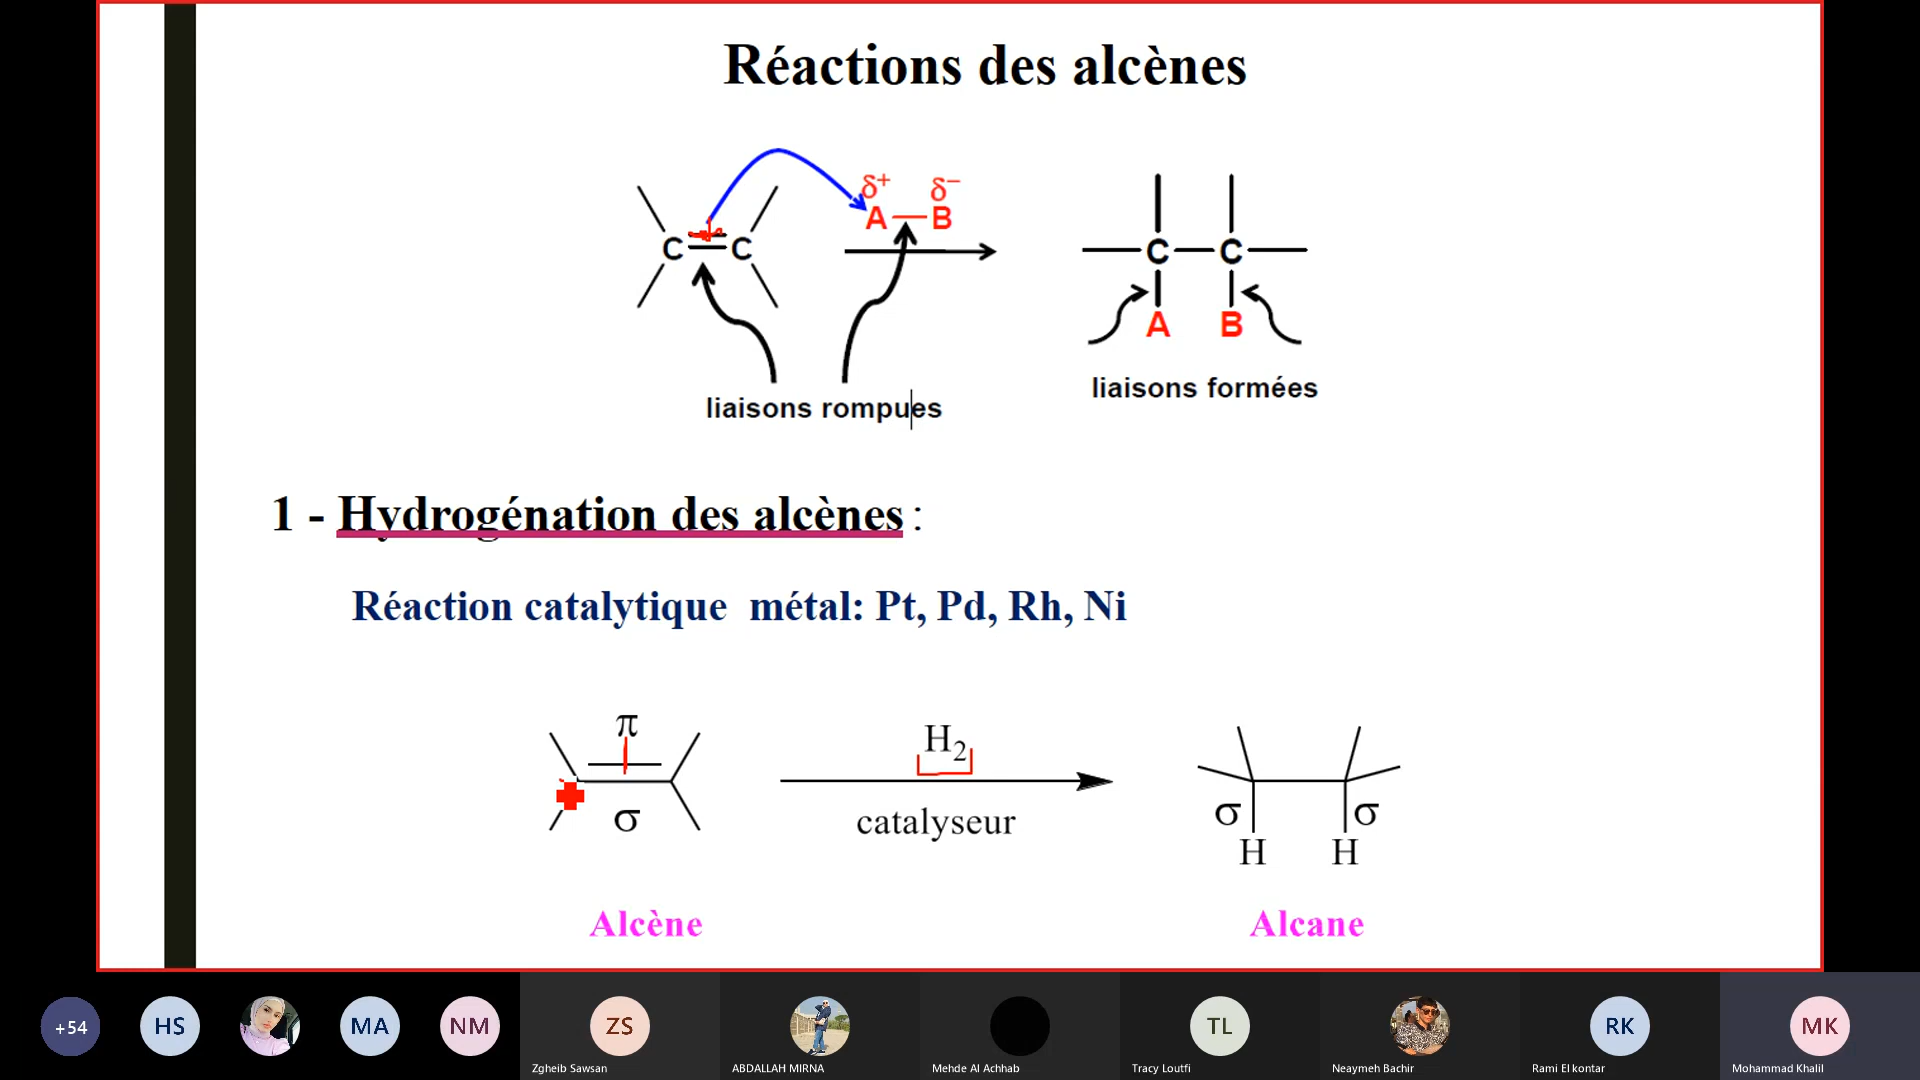 Réactions des alcènes
δ+ δ−
A—B
C=C
C—C
A B
liaisons rompues
liaisons formées
1 - Hydrogénation des alcènes :
Réaction catalytique métal: Pt, Pd, Rh, Ni
π
H2
σ
catalyseur
σ σ
H H
Alcène
Alcane
+54
HS
MA
NM
ZS
TL
RK
MK
Zgheib Sawsan
ABDALLAH MIRNA
Mehde Al Achhab
Tracy Loutfi
Neaymeh Bachir
Rami El kontar
Mohammad Khalil